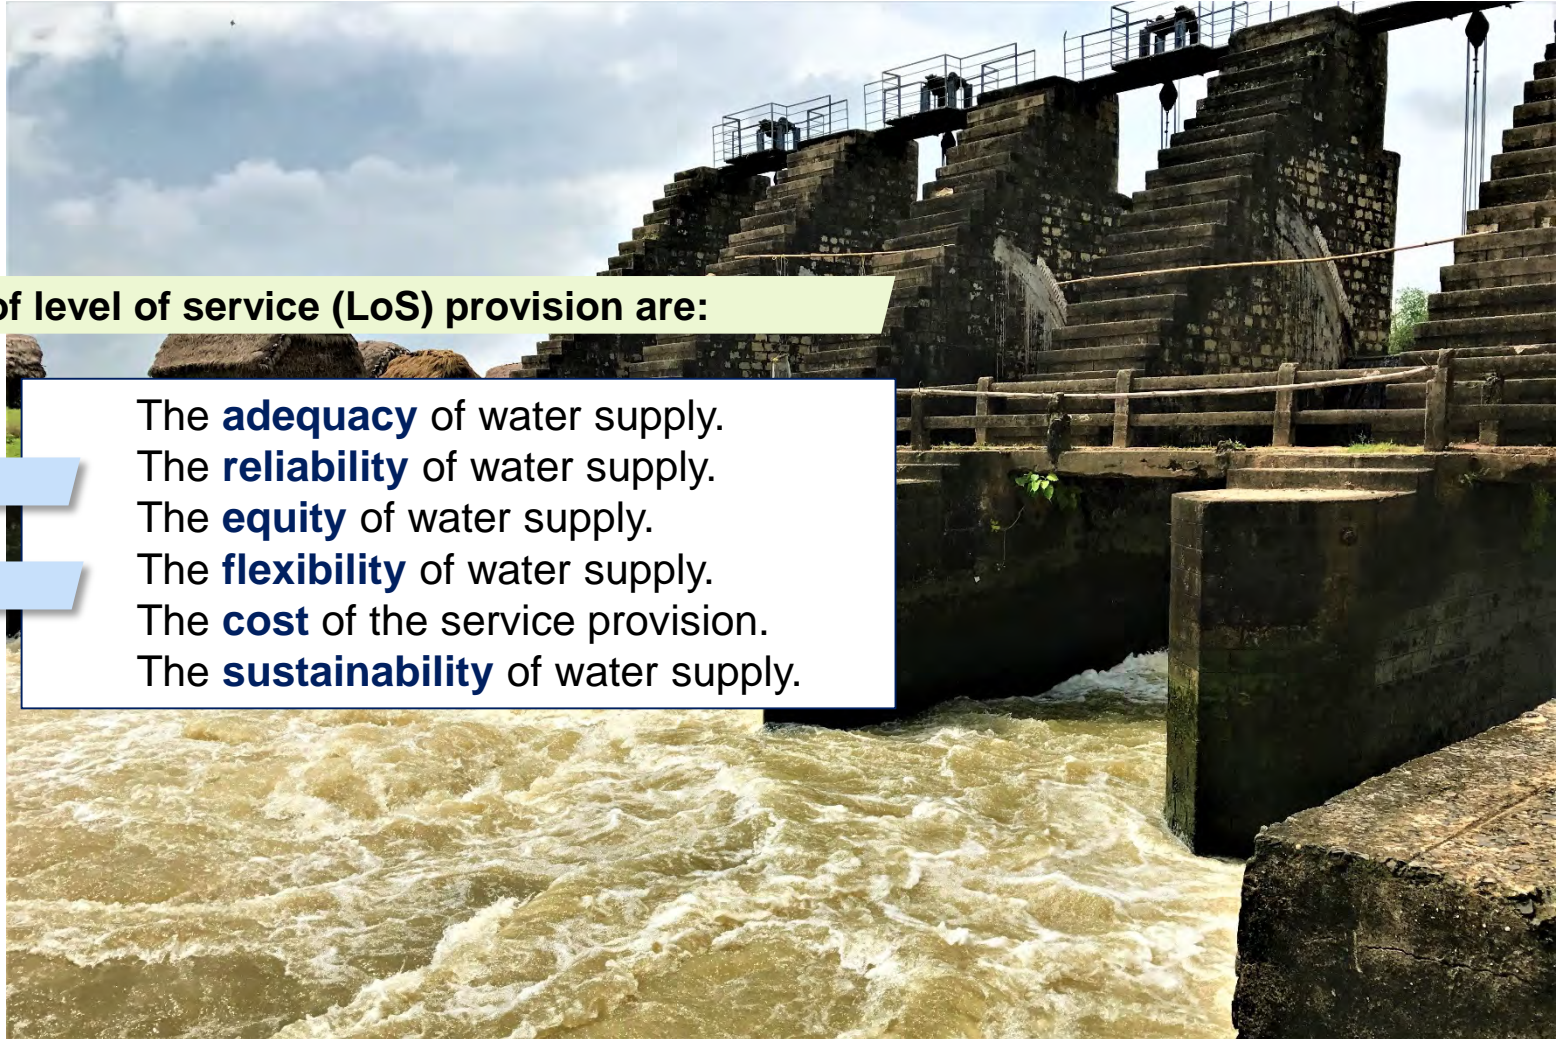 of level of service (LoS) provision are:
The adequacy of water supply.
The reliability of water supply.
The equity of water supply.
The flexibility of water supply.
The cost of the service provision.
The sustainability of water supply.